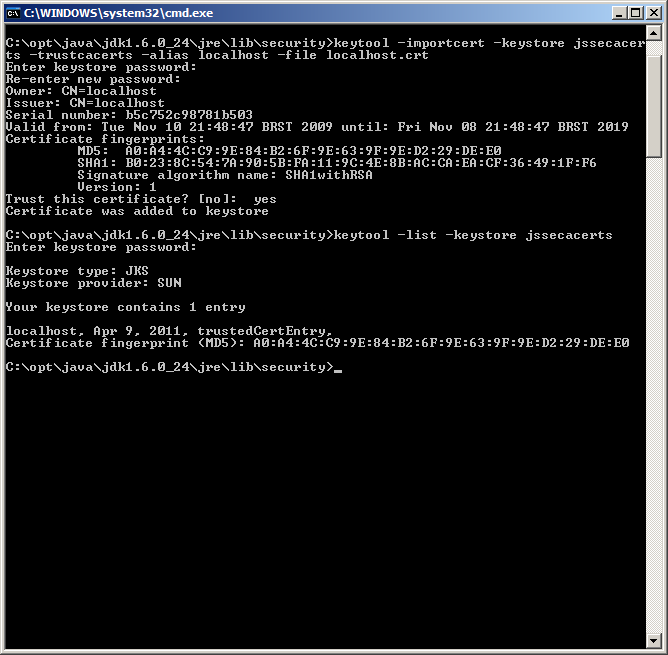 C:\WINDOWS\system32\cmd.exe
C:\opt\java\jdk1.6.0_24\jre\lib\security>keytool -importcert -keystore jssecacer
ts -trustcacerts -alias localhost -file localhost.crt
Enter keystore password:
Re-enter new password:
Owner: CN=localhost
Issuer: CN=localhost
Serial number: b5c752c98781b503
Valid from: Tue Nov 10 21:48:47 BRST 2009 until: Fri Nov 08 21:48:47 BRST 2019
Certificate fingerprints:
         MD5:  A0:A4:4C:C9:9E:84:B2:6F:9E:63:9F:9E:D2:29:DE:E0
         SHA1: B0:23:8C:54:7A:90:5B:FA:11:9C:4E:8B:AC:CA:EA:CF:36:49:1F:F6
         Signature algorithm name: SHA1withRSA
         Version: 1
Trust this certificate? [no]:  yes
Certificate was added to keystore
C:\opt\java\jdk1.6.0_24\jre\lib\security>keytool -list -keystore jssecacerts
Enter keystore password:
Keystore type: JKS
Keystore provider: SUN
Your keystore contains 1 entry
localhost, Apr 9, 2011, trustedCertEntry,
Certificate fingerprint (MD5): A0:A4:4C:C9:9E:84:B2:6F:9E:63:9F:9E:D2:29:DE:E0
C:\opt\java\jdk1.6.0_24\jre\lib\security>_